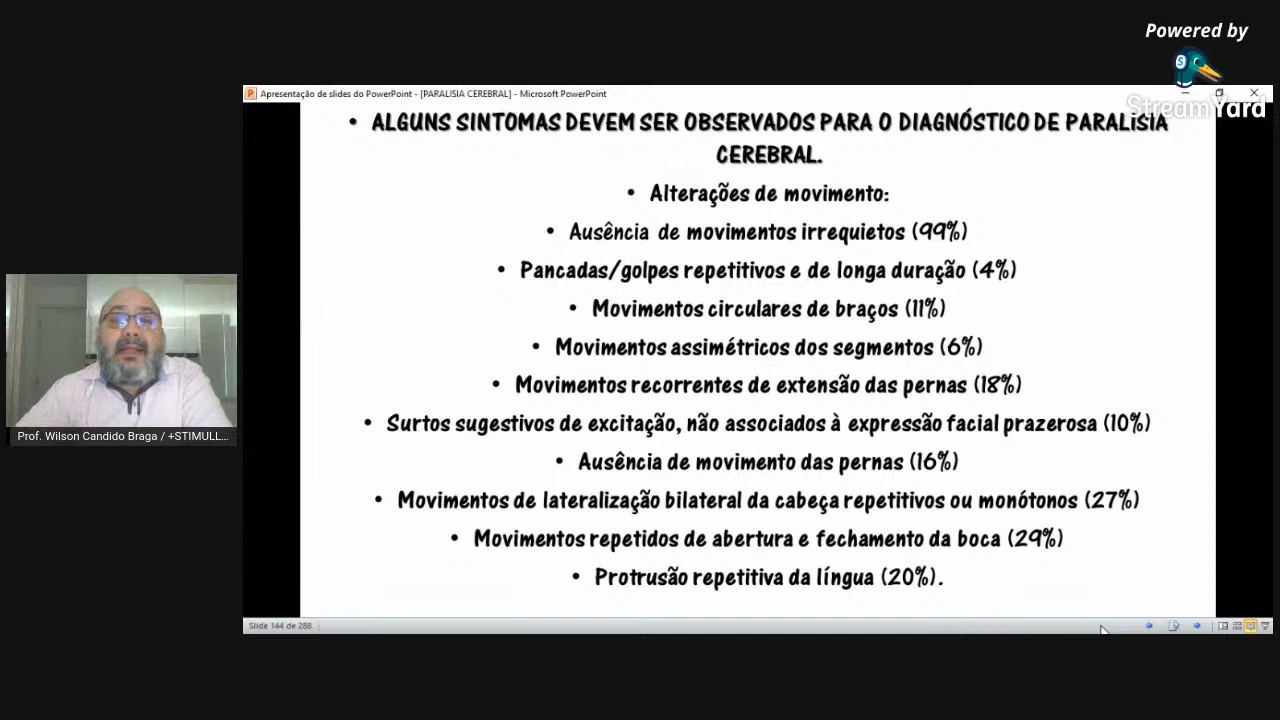 Powered by
StreamYard
Apresentação de slides do PowerPoint - [PARALISIA CEREBRAL] - Microsoft PowerPoint
• ALGUNS SINTOMAS DEVEM SER OBSERVADOS PARA O DIAGNÓSTICO DE PARALISIA
CEREBRAL.
• Alterações de movimento:
• Ausência de movimentos irrequietos (99%)
• Pancadas/golpes repetitivos e de longa duração (4%)
• Movimentos circulares de braços (11%)
• Movimentos assimétricos dos segmentos (6%)
• Movimentos recorrentes de extensão das pernas (18%)
• Surtos sugestivos de excitação, não associados à expressão facial prazerosa (10%)
• Ausência de movimento das pernas (16%)
• Movimentos de lateralização bilateral da cabeça repetitivos ou monótonos (27%)
• Movimentos repetidos de abertura e fechamento da boca (29%)
• Protrusão repetitiva da língua (20%).
Prof. Wilson Candido Braga / +STIMULL...
Slide 144 de 288